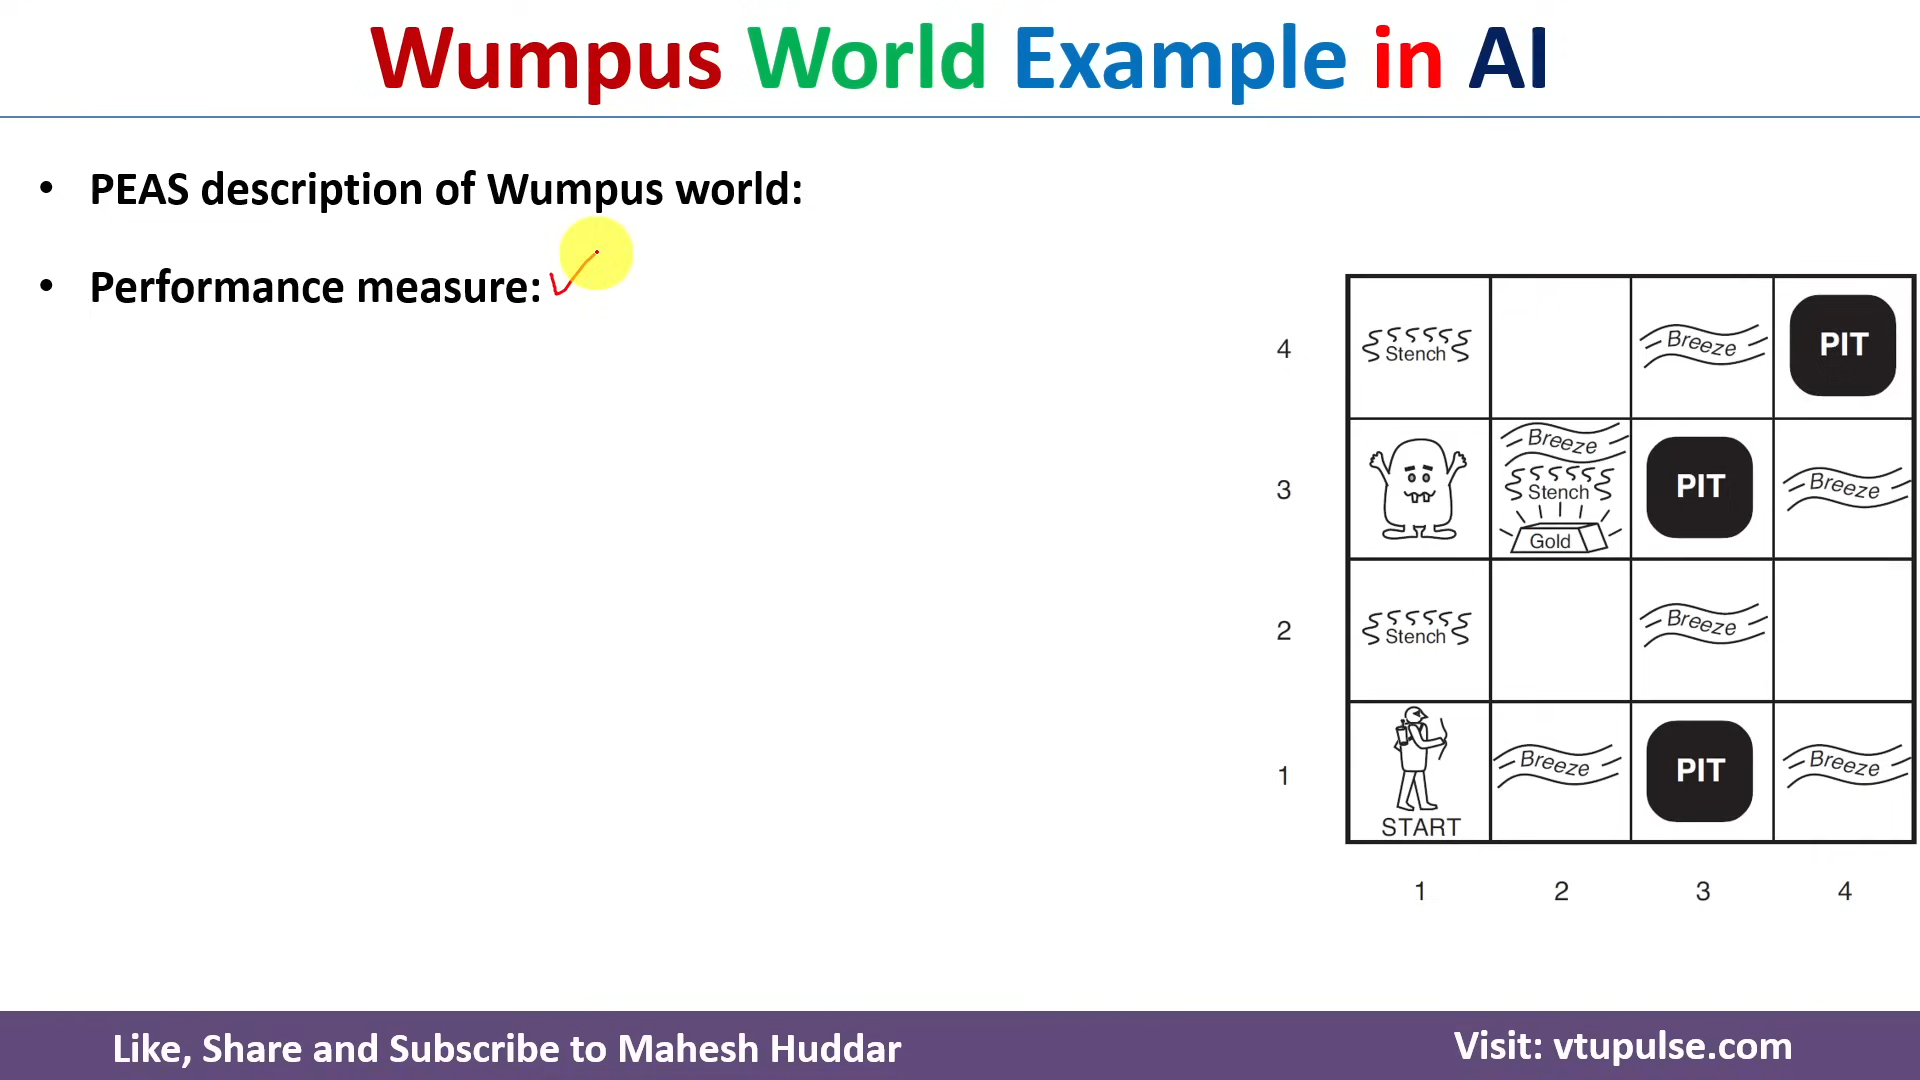 Wumpus World Example in AI
• PEAS description of Wumpus world:
• Performance measure:
4 Stench Breeze PIT
Breeze
3 Stench PIT Breeze
Gold
2 Stench Breeze
1 Breeze PIT Breeze
START
1 2 3 4
Like, Share and Subscribe to Mahesh Huddar
Visit: vtupulse.com